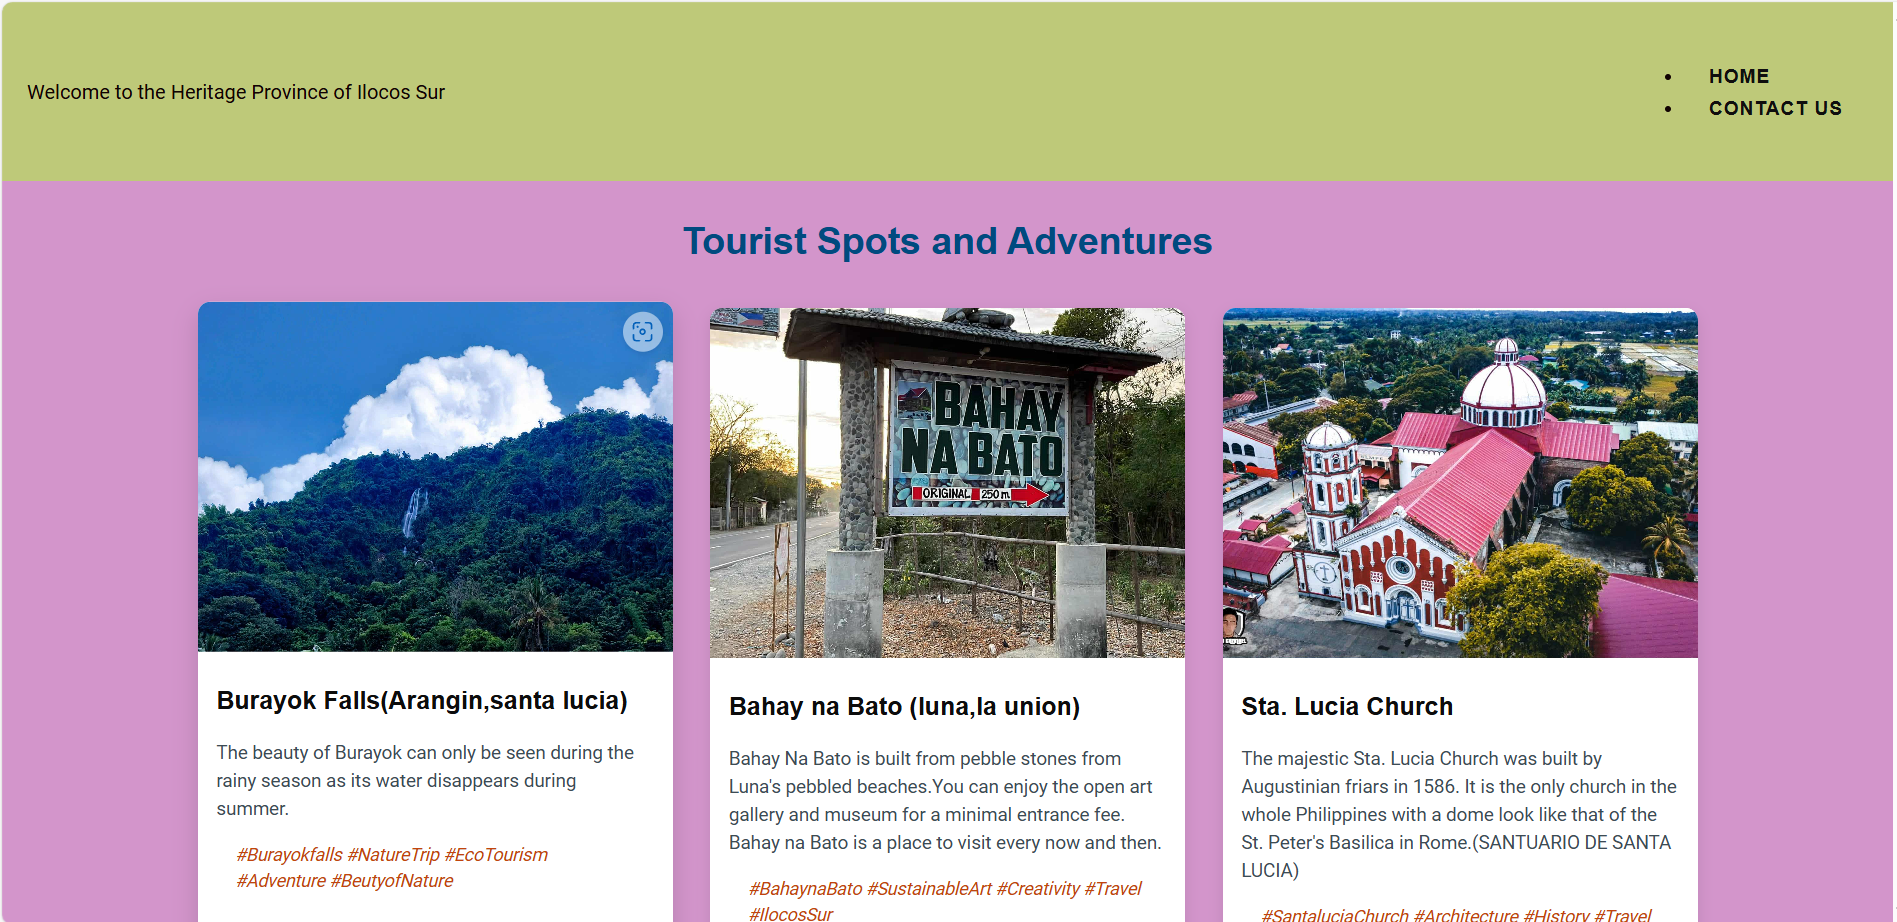 Welcome to the Heritage Province of Ilocos Sur
HOME
CONTACT US
Tourist Spots and Adventures
BAHAY
NA BATO
ORIGINAL 250 m.
Burayok Falls(Arangin,santa lucia)
The beauty of Burayok can only be seen during the
rainy season as its water disappears during
summer.
#Burayokfalls #NatureTrip #EcoTourism
#Adventure #BeutyofNature
Bahay na Bato (luna,la union)
Bahay Na Bato is built from pebble stones from
Luna's pebbled beaches.You can enjoy the open art
gallery and museum for a minimal entrance fee.
Bahay na Bato is a place to visit every now and then.
#BahaynaBato #SustainableArt #Creativity #Travel
#IlocosSur
Sta. Lucia Church
The majestic Sta. Lucia Church was built by
Augustinian friars in 1586. It is the only church in the
whole Philippines with a dome look like that of the
St. Peter's Basilica in Rome.(SANTUARIO DE SANTA
LUCIA)
#SantaluciaChurch #Architecture #History #Travel